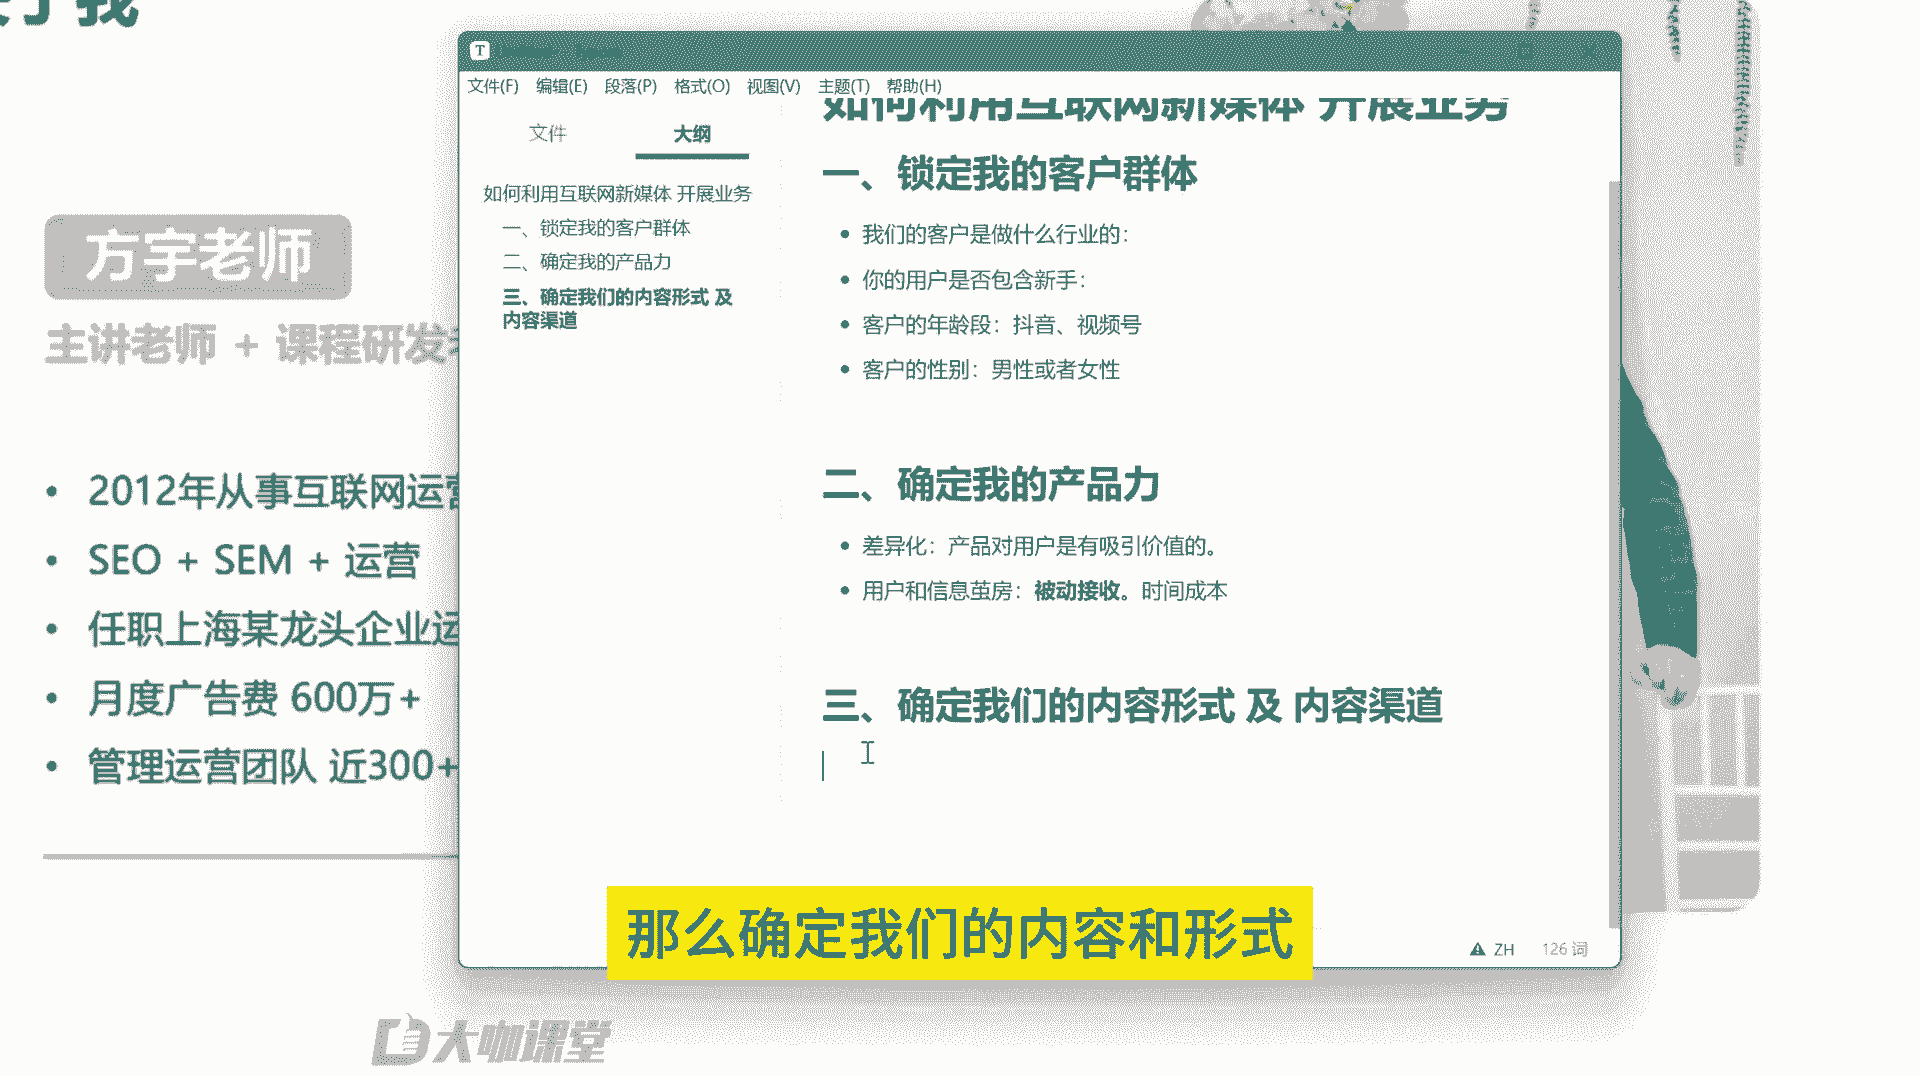 我
方宇老师
主讲老师 + 课程研发
2012年从事互联网运营
SEO + SEM + 运营
任职上海某龙头企业运
月度广告费 600万+
管理运营团队 近300+
大咖课堂
文件(F) 编辑(E) 段落(P) 格式(O) 视图(V) 主题(T) 帮助(H)
文件 大纲
如何利用互联网新媒体 开展业务
一、锁定我的客户群体
二、确定我的产品力
三、确定我们的内容形式 及
内容渠道
如何利用互联网新媒体 开展业务
一、锁定我的客户群体
我们的客户是做什么行业的：
你的用户是否包含新手：
客户的年龄段：抖音、视频号
客户的性别：男性或者女性
二、确定我的产品力
差异化：产品对用户是有吸引价值的。
用户和信息茧房：被动接收。时间成本
三、确定我们的内容形式 及 内容渠道
ZH 126 词
那么确定我们的内容和形式